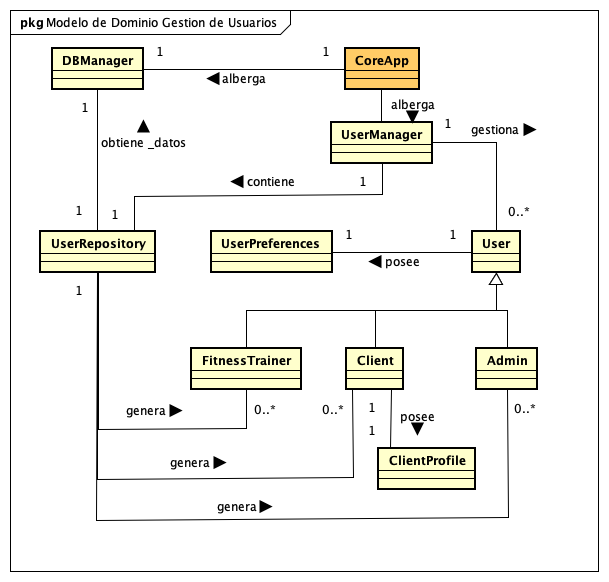 pkg Modelo de Dominio Gestion de Usuarios
DBManager
1
1
CoreApp
alberga
1
alberga
UserManager
1
gestiona
obtiene _datos
contiene
1
1
1
0..*
UserRepository
UserPreferences
1
1
User
posee
1
FitnessTrainer
Client
Admin
genera
0..*
0..*
1
0..*
posee
1
ClientProfile
genera
genera